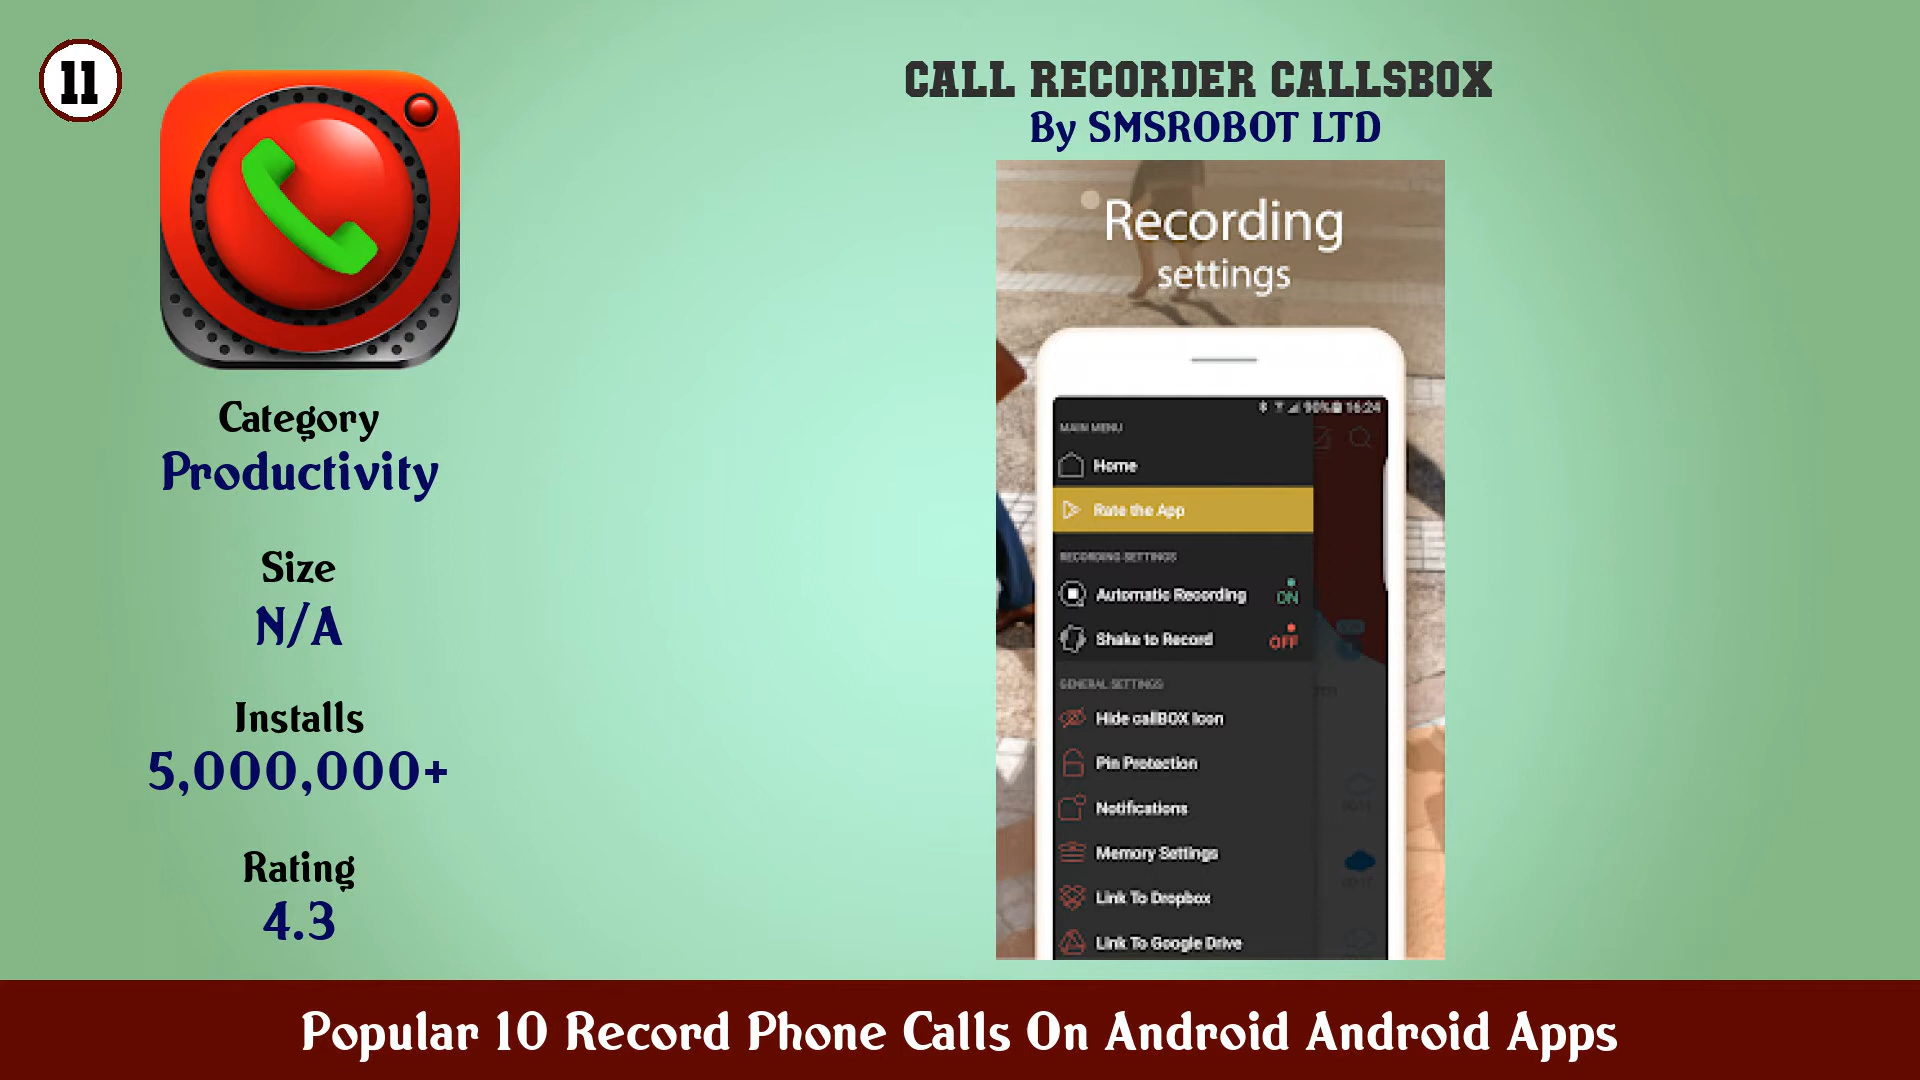 11
CALL RECORDER CALLSBOX
By SMSROBOT LTD
Category
Productivity
Size
N/A
Installs
5,000,000+
Rating
4.3
Recording
settings
90% 16:24
MAIN MENU
Home
Rate the App
RECORDING SETTINGS
Automatic Recording ON
Shake to Record OFF
GENERAL SETTINGS
Hide callBOX Icon
Pin Protection
Notifications
Memory Settings
Link To Dropbox
Link To Google Drive
Popular 10 Record Phone Calls On Android Android Apps